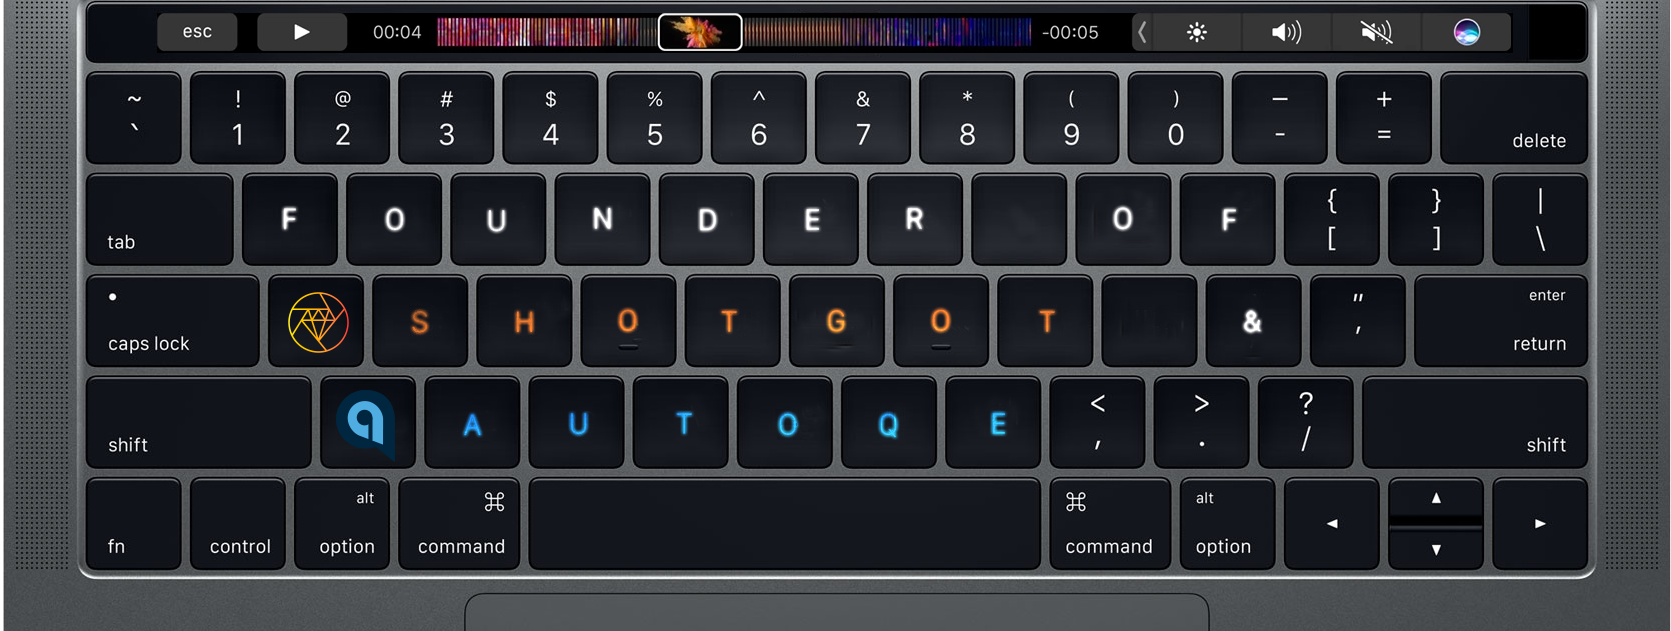 esc 00:04 -00:05
~ ! @ # $ % ^ & * ( ) — +
` 1 2 3 4 5 6 7 8 9 0 - = delete
tab F O U N D E R O F { [ } ] | \
caps lock S H O T G O T & " ' enter return
shift A U T O Q E < , > . ? / shift
fn control alt option ⌘ command ⌘ command alt option ◄ ▲ ▼ ►